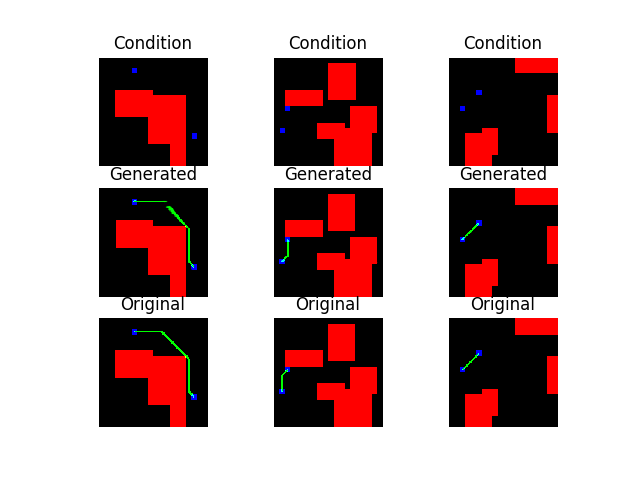 Condition Condition Condition
Generated Generated Generated
Original Original Original